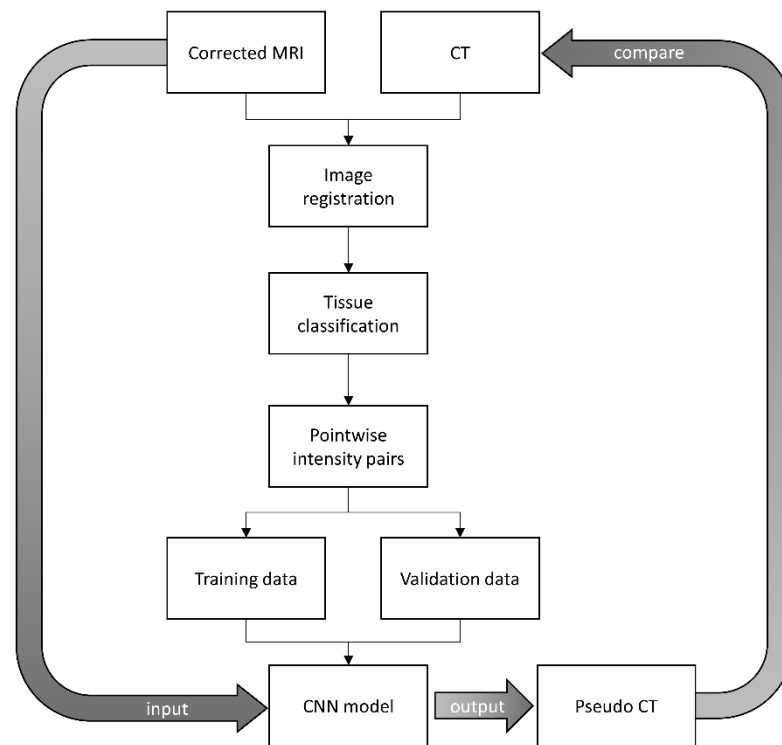 Corrected MRI
CT
compare
Image
registration
Tissue
classification
Pointwise
intensity pairs
Training data
Validation data
input
CNN model
output
Pseudo CT